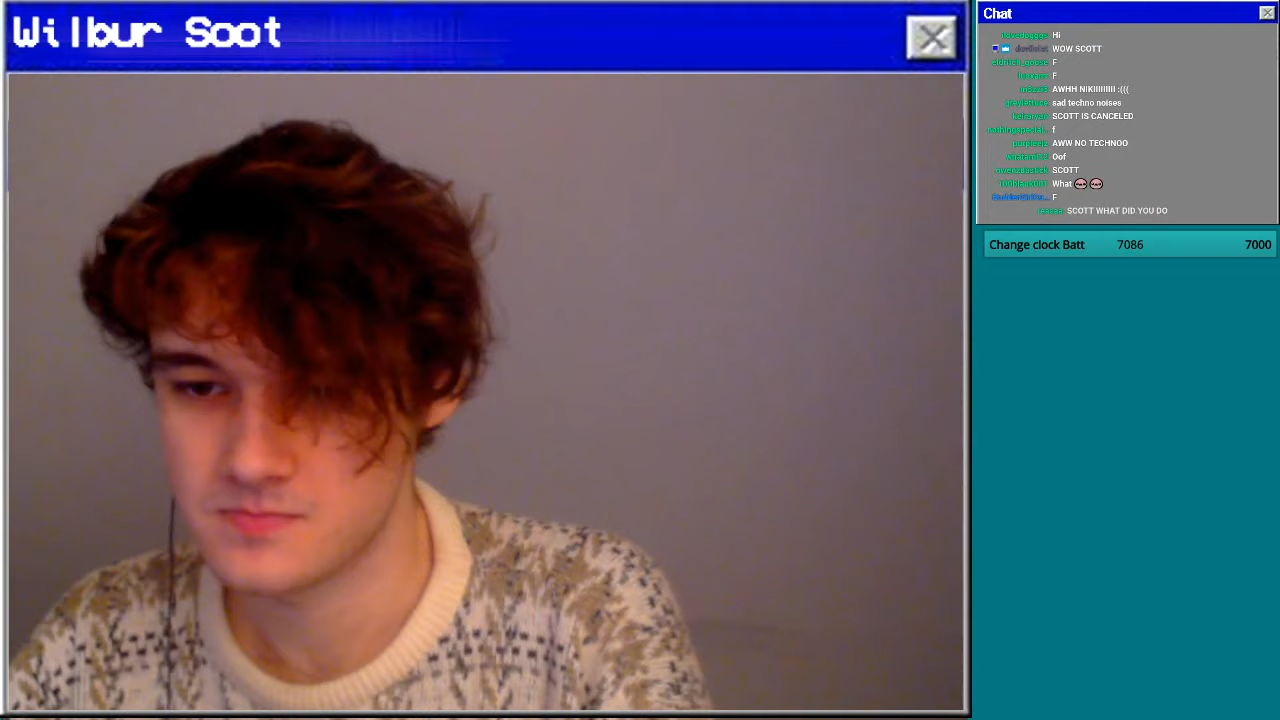 Wilbur Soot
Chat
Hi
WOW SCOTT
F
F
AWHH NIKIIIIIIIII :(((
sad techno noises
SCOTT IS CANCELED
f
AWW NO TECHNOO
Oof
SCOTT
What
F
SCOTT WHAT DID YOU DO
Change clock Batt 7086 7000